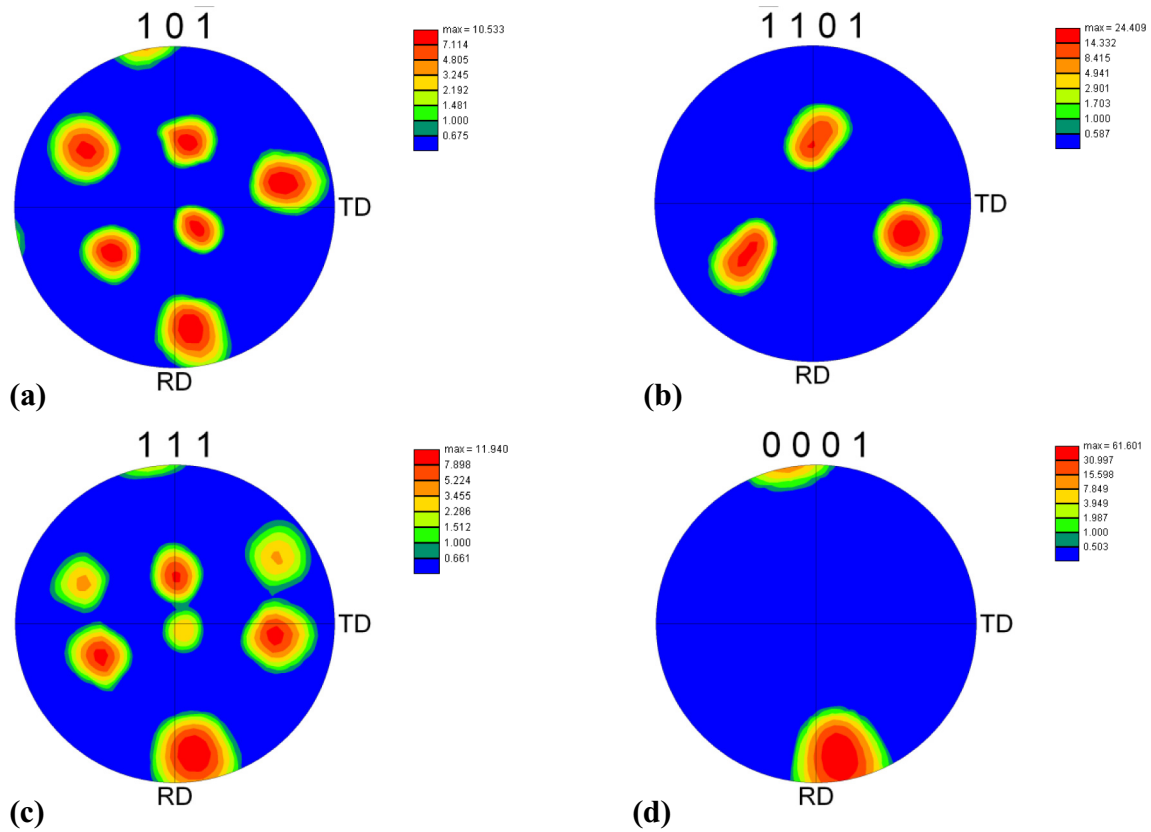 1 0 1̅
max = 10.533
7.114
4.805
3.245
2.192
1.481
1.000
0.675
TD
RD
(a)
1̅ 1 0 1
max = 24.409
14.332
8.415
4.941
2.901
1.703
1.000
0.587
TD
RD
(b)
1 1 1
max = 11.940
7.898
5.224
3.455
2.286
1.512
1.000
0.661
TD
RD
(c)
0 0 0 1
max = 61.601
30.997
15.598
7.849
3.949
1.987
1.000
0.503
TD
RD
(d)